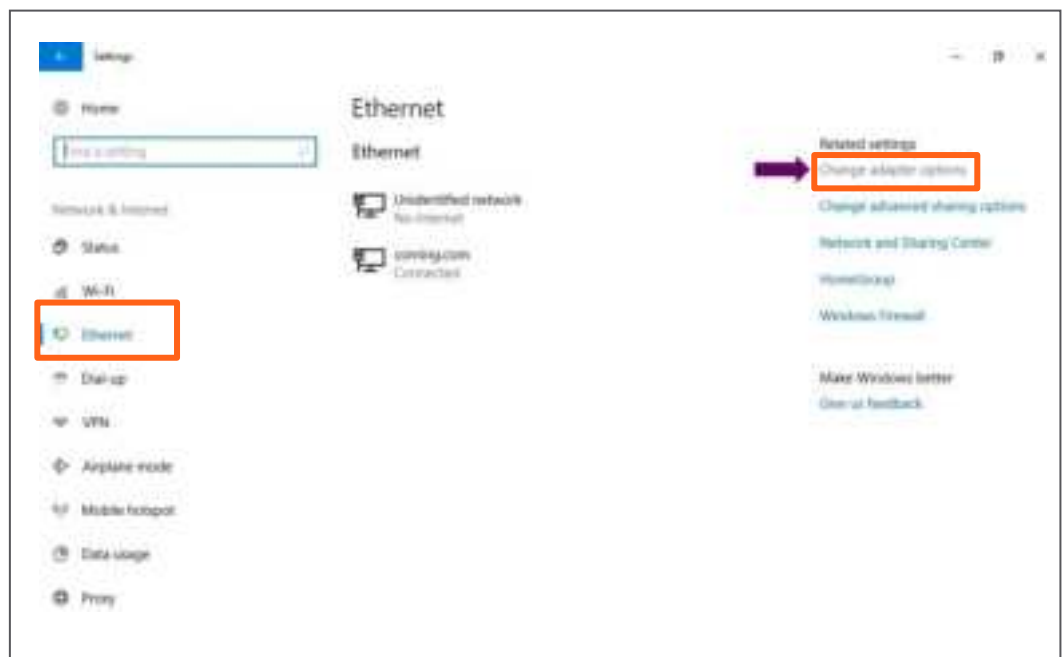 Settings
Home
Find a setting
Network & Internet
Status
Wi-Fi
Ethernet
Dial-up
VPN
Airplane mode
Mobile hotspot
Data usage
Proxy
Ethernet
Ethernet
Unidentified network
No Internet
corning.com
Connected
Related settings
Change adapter options
Change advanced sharing options
Network and Sharing Center
HomeGroup
Windows Firewall
Make Windows better
Give us feedback